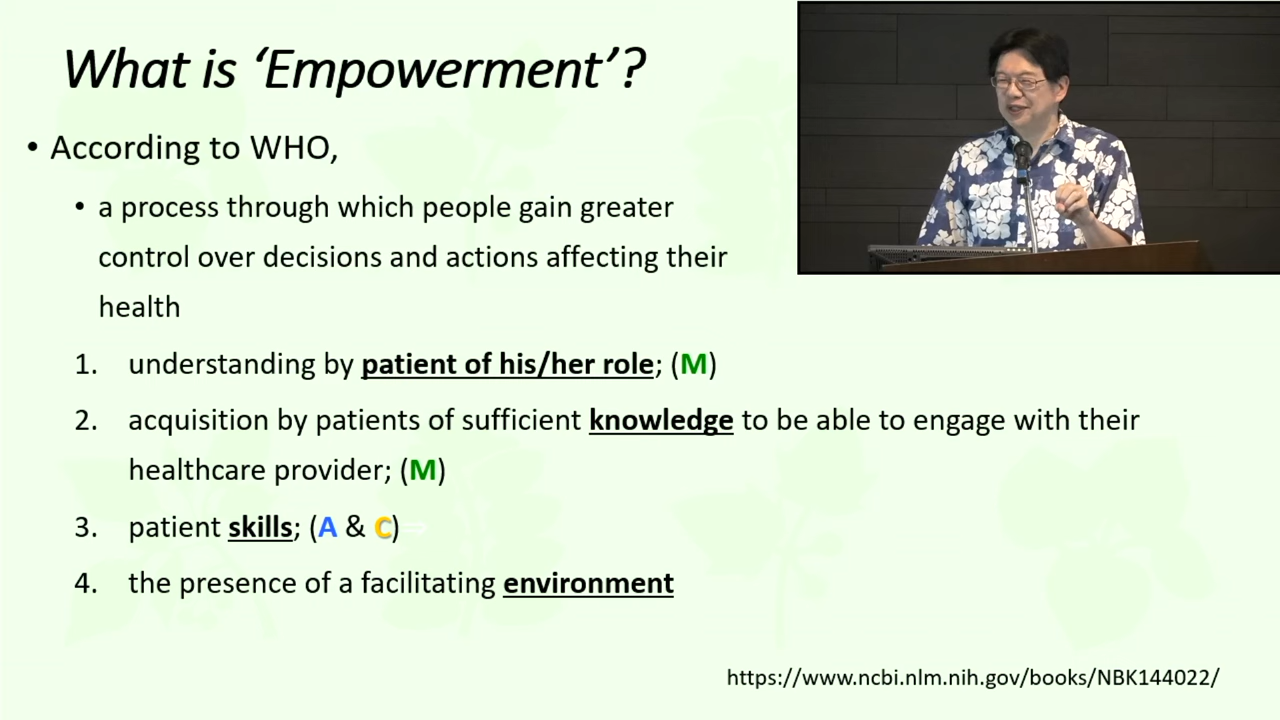 What is ‘Empowerment’?
• According to WHO,
• a process through which people gain greater
control over decisions and actions affecting their
health
1. understanding by patient of his/her role; (M)
2. acquisition by patients of sufficient knowledge to be able to engage with their
healthcare provider; (M)
3. patient skills; (A & C)
4. the presence of a facilitating environment
https://www.ncbi.nlm.nih.gov/books/NBK144022/